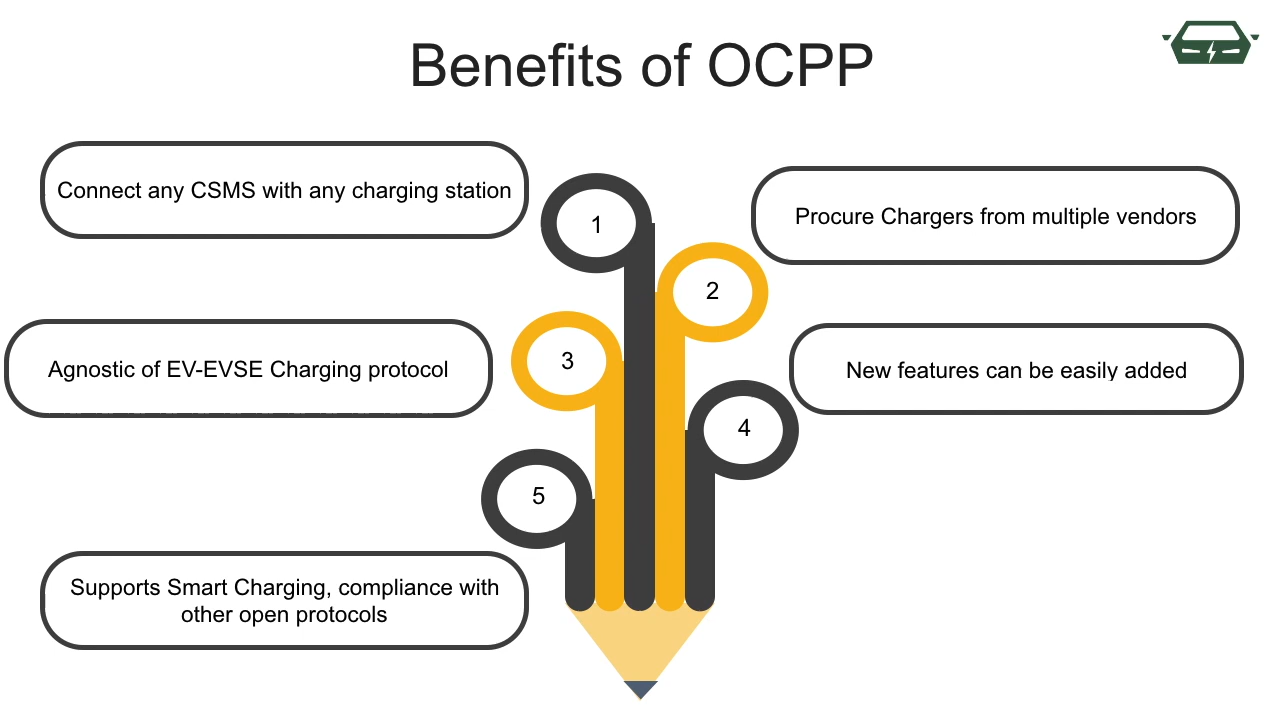 Benefits of OCPP
Connect any CSMS with any charging station
1
Procure Chargers from multiple vendors
2
Agnostic of EV-EVSE Charging protocol
3
New features can be easily added
4
5
Supports Smart Charging, compliance with
other open protocols